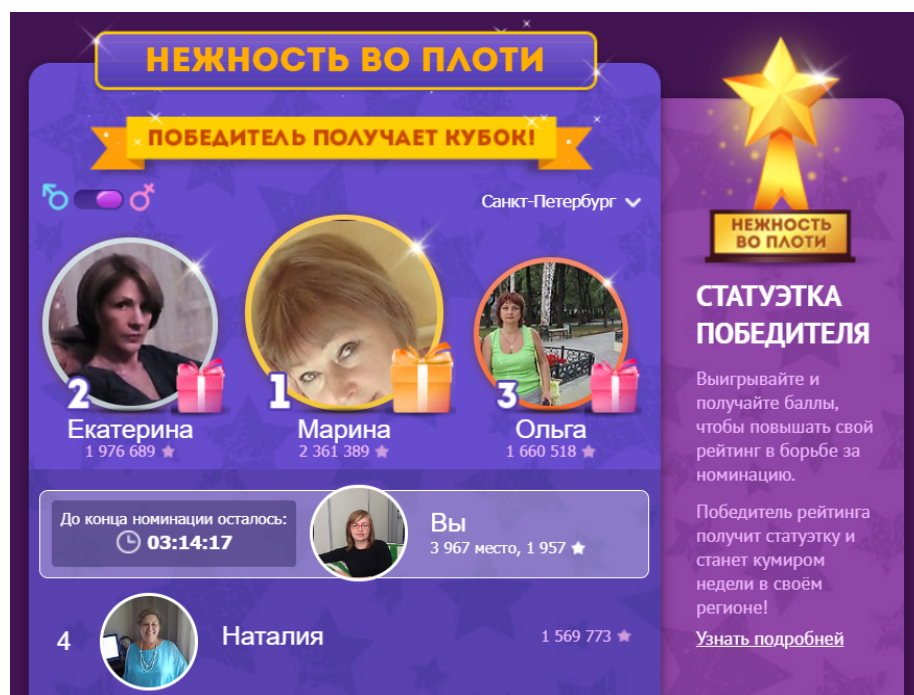 НЕЖНОСТЬ ВО ПЛОТИ
ПОБЕДИТЕЛЬ ПОЛУЧАЕТ КУБОК!
Санкт-Петербург
2
Екатерина
1 976 689
1
Марина
2 361 389
3
Ольга
1 660 518
До конца номинации осталось:
03:14:17
Вы
3 967 место, 1 957
4
Наталия
1 569 773
НЕЖНОСТЬ
ВО ПЛОТИ
СТАТУЭТКА
ПОБЕДИТЕЛЯ
Выигрывайте и
получайте баллы,
чтобы повышать свой
рейтинг в борьбе за
номинацию.
Победитель рейтинга
получит статуэтку и
станет кумиром
недели в своём
регионе!
Узнать подробней